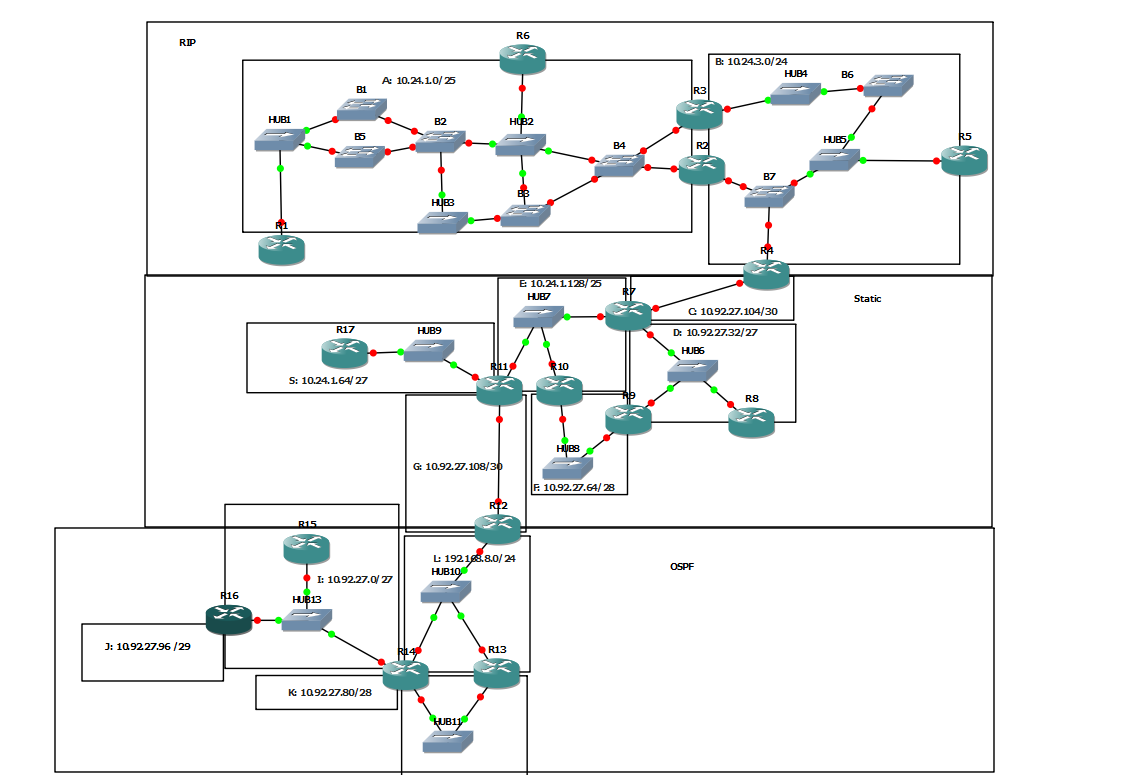 RIP
R6
A: 10.24.1.0/25
B: 10.24.3.0/24
HUB4
B6
B1
R3
HUB1
B5
B2
HUB2
B4
R2
HUB5
R5
B3
B7
HUB3
R1
R4
E: 10.24.1.128/25
HUB7
R7
Static
C: 10.92.27.104/30
R17
HUB9
D: 10.92.27.32/27
HUB6
S: 10.24.1.64/27
R11
R10
R9
R8
HUB8
G: 10.92.27.108/30
F: 10.92.27.64/28
R12
R15
L: 192.168.8.0/24
OSPF
HUB10
I: 10.92.27.0/27
R16
HUB13
J: 10.92.27.96 /29
R14
R13
K: 10.92.27.80/28
HUB11